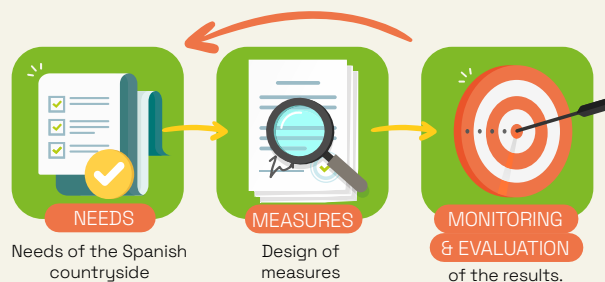 NEEDS
Needs of the Spanish
countryside
MEASURES
Design of
measures
MONITORING
& EVALUATION
of the results.